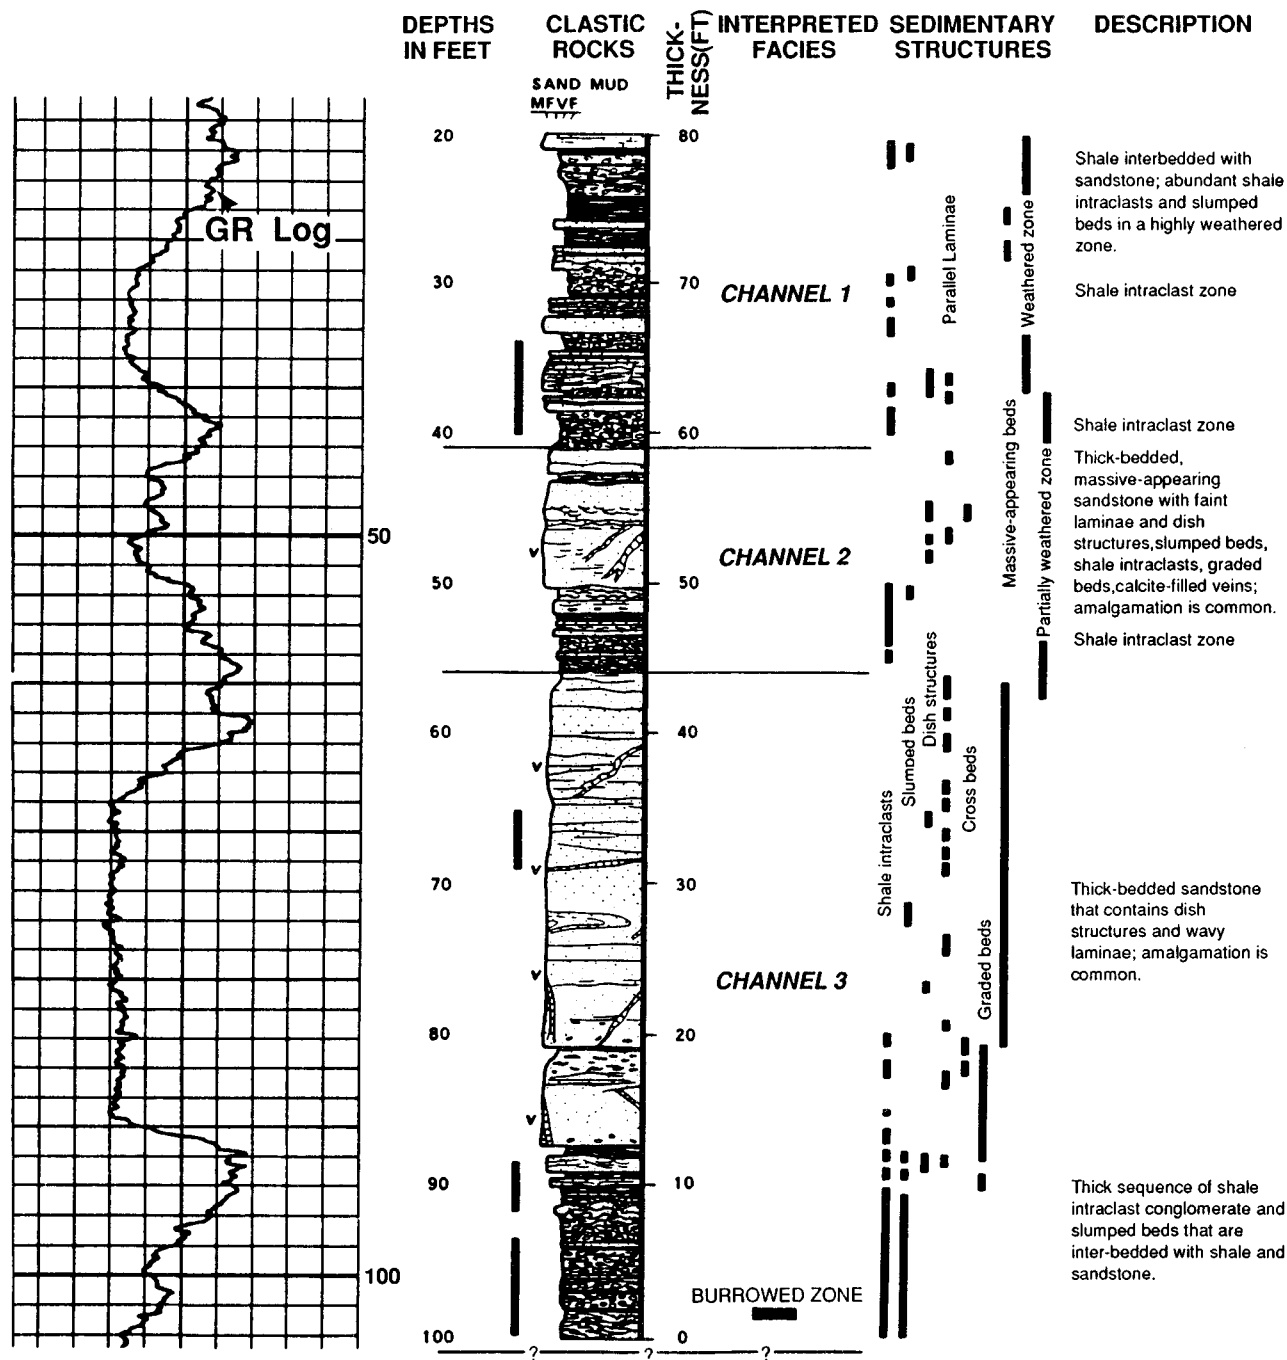 DEPTHS
IN FEET
CLASTIC
ROCKS
THICK-
NESS(FT)
INTERPRETED
FACIES
SEDIMENTARY
STRUCTURES
DESCRIPTION
SAND MUD
MFVF
GR Log
50
100
20
30
40
50
60
70
80
90
100
80
70
60
50
40
30
20
10
0
CHANNEL 1
CHANNEL 2
CHANNEL 3
BURROWED ZONE
v
v
v
v
v
? ? ?
Shale intraclasts
Slumped beds
Dish structures
Parallel Laminae
Cross beds
Graded beds
Massive-appearing beds
Weathered zone
Partially weathered zone
Shale interbedded with
sandstone; abundant shale
intraclasts and slumped
beds in a highly weathered
zone.
Shale intraclast zone
Shale intraclast zone
Thick-bedded,
massive-appearing
sandstone with faint
laminae and dish
structures,slumped beds,
shale intraclasts, graded
beds,calcite-filled veins;
amalgamation is common.
Shale intraclast zone
Thick-bedded sandstone
that contains dish
structures and wavy
laminae; amalgamation is
common.
Thick sequence of shale
intraclast conglomerate and
slumped beds that are
inter-bedded with shale and
sandstone.